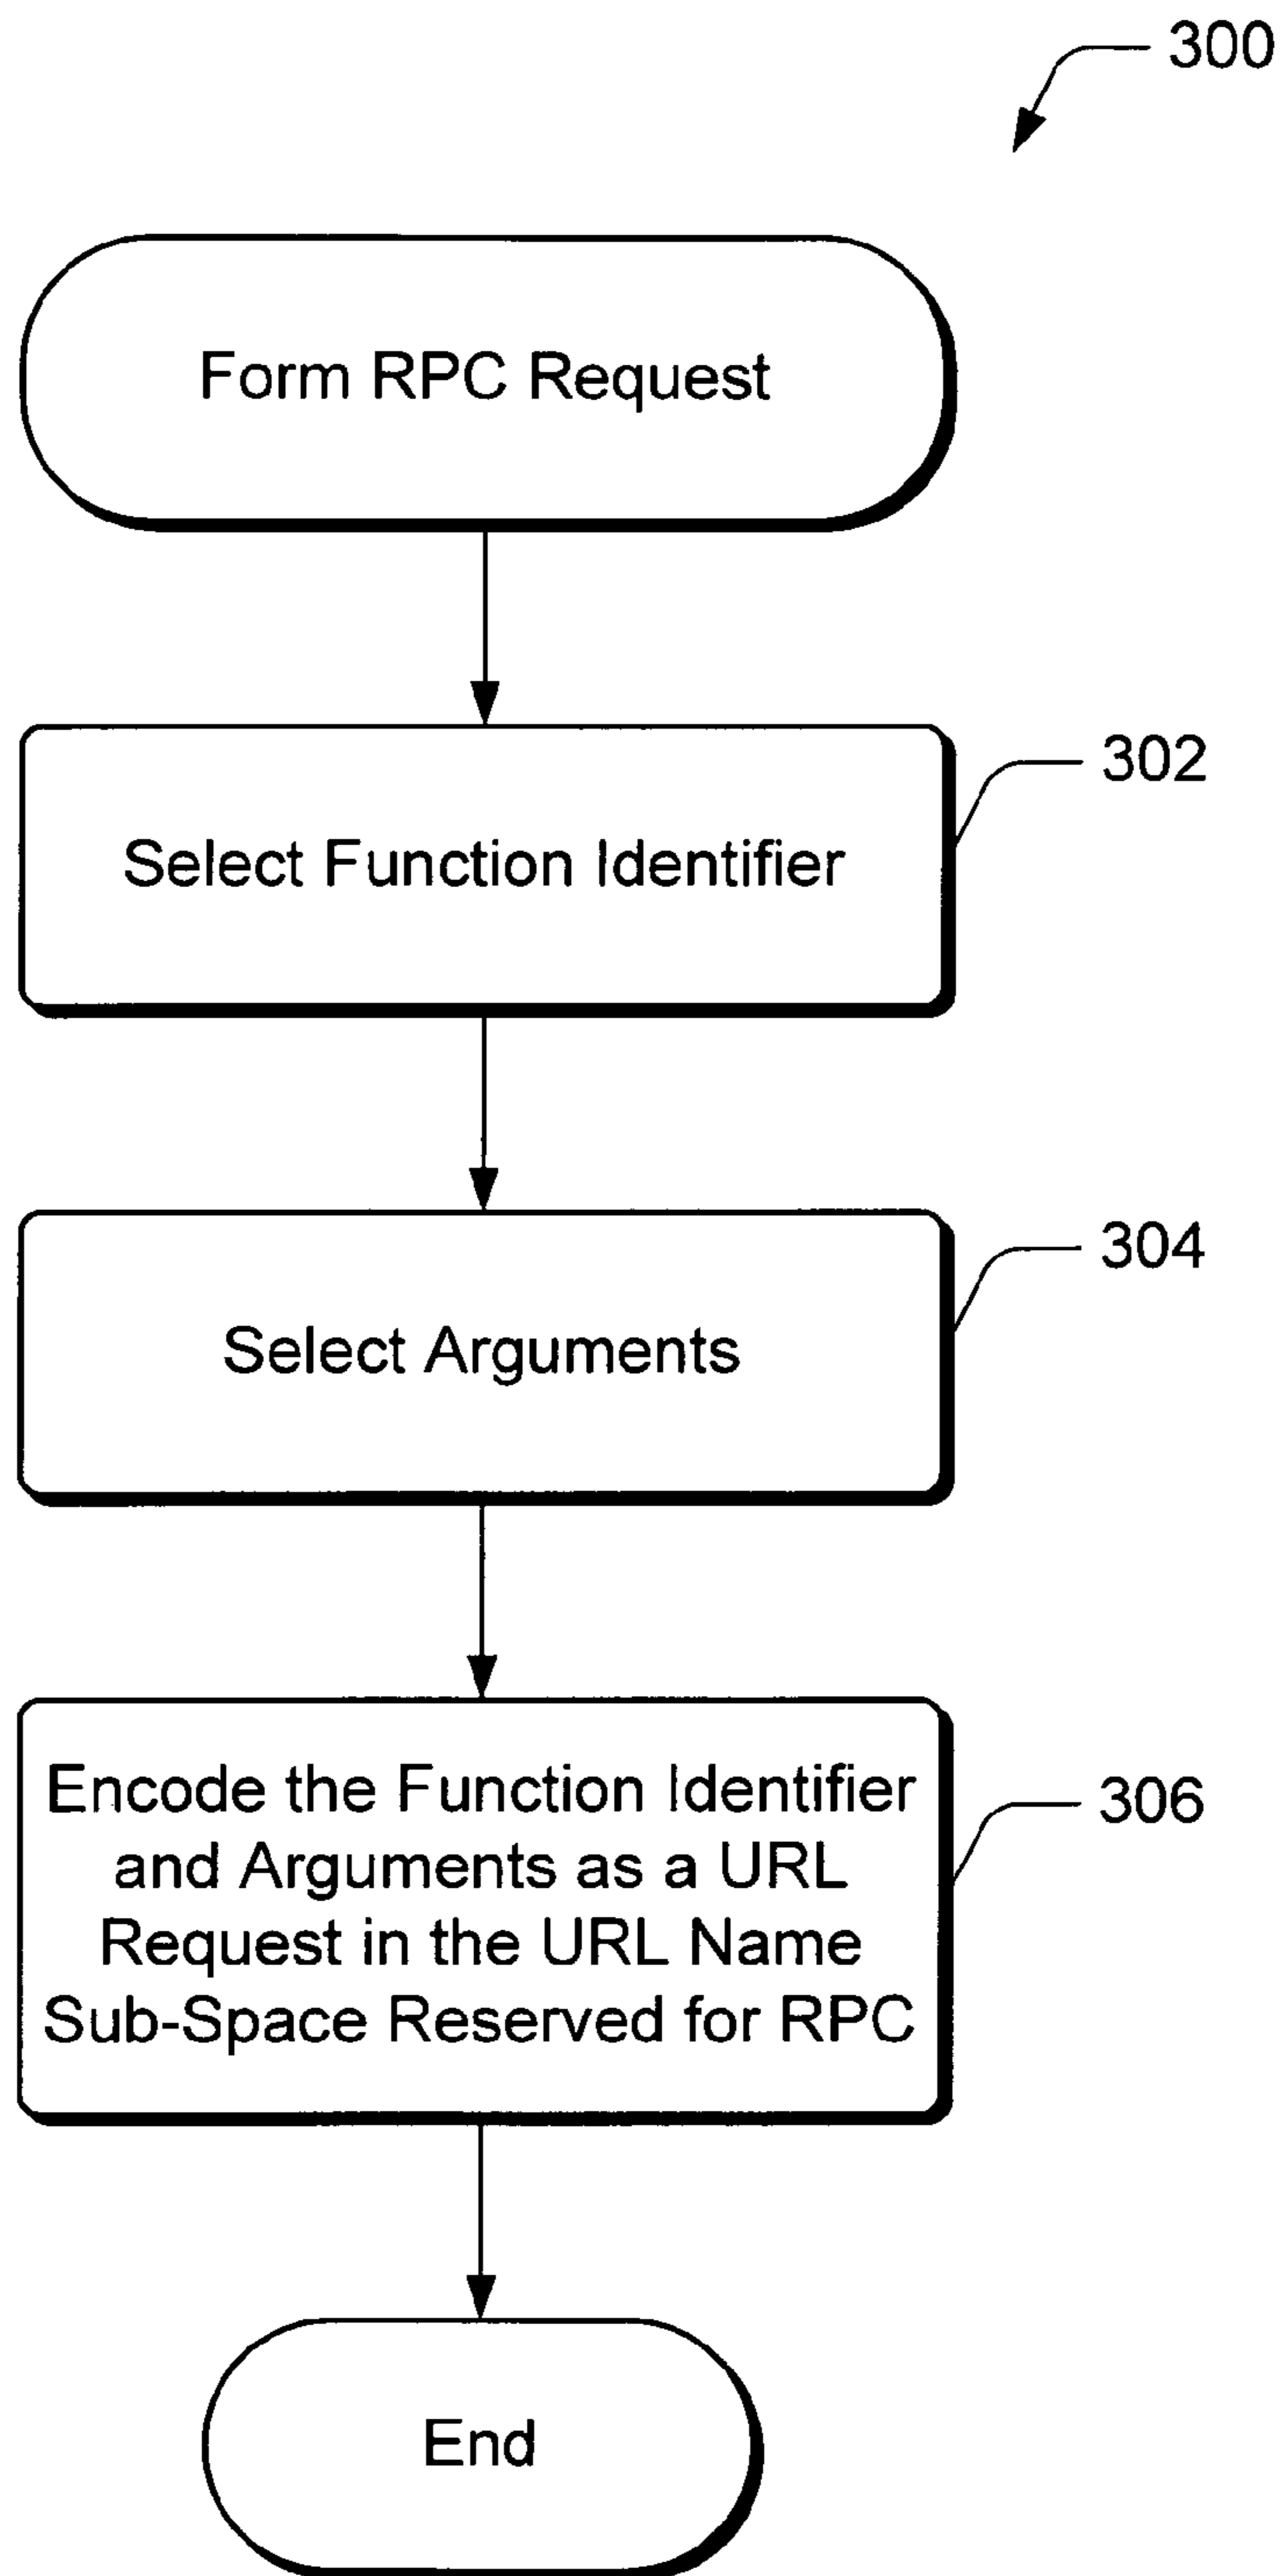 300
Form RPC Request
302
Select Function Identifier
304
Select Arguments
306
Encode the Function Identifier
and Arguments as a URL
Request in the URL Name
Sub-Space Reserved for RPC
End